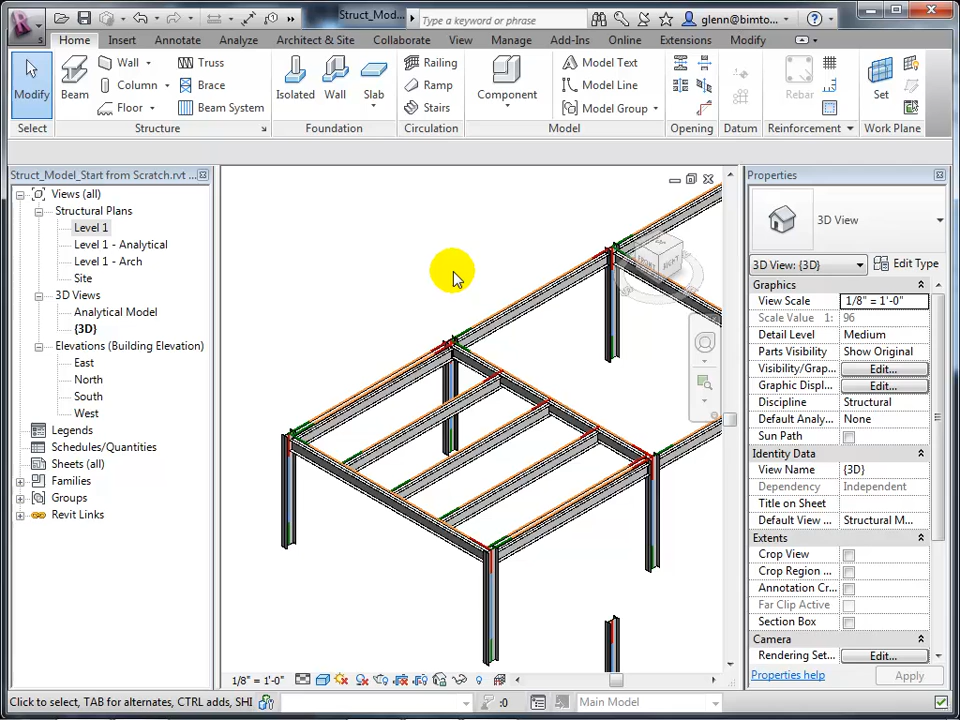 Struct_Mod...
Type a keyword or phrase
glenn@bimto...
Home Insert Annotate Analyze Architect & Site Collaborate View Manage Add-Ins Online Extensions Modify
Modify
Beam
Wall
Column
Floor
Truss
Brace
Beam System
Isolated
Wall
Slab
Railing
Ramp
Stairs
Component
Model Text
Model Line
Model Group
Rebar
Set
Select Structure Foundation Circulation Model Opening Datum Reinforcement Work Plane
Struct_Model_Start from Scratch.rvt ...
Views (all)
Structural Plans
Level 1
Level 1 - Analytical
Level 1 - Arch
Site
3D Views
Analytical Model
{3D}
Elevations (Building Elevation)
East
North
South
West
Legends
Schedules/Quantities
Sheets (all)
Families
Groups
Revit Links
FRONT RIGHT
Properties
3D View
3D View: {3D} Edit Type
Graphics
View Scale 1/8" = 1'-0"
Scale Value 1: 96
Detail Level Medium
Parts Visibility Show Original
Visibility/Grap... Edit...
Graphic Displ... Edit...
Discipline Structural
Default Analy... None
Sun Path
Identity Data
View Name {3D}
Dependency Independent
Title on Sheet
Default View ... Structural M...
Extents
Crop View
Crop Region ...
Annotation Cr...
Far Clip Active
Section Box
Camera
Rendering Set... Edit...
Properties help Apply
1/8" = 1'-0"
Click to select, TAB for alternates, CTRL adds, SHI
:0
Main Model